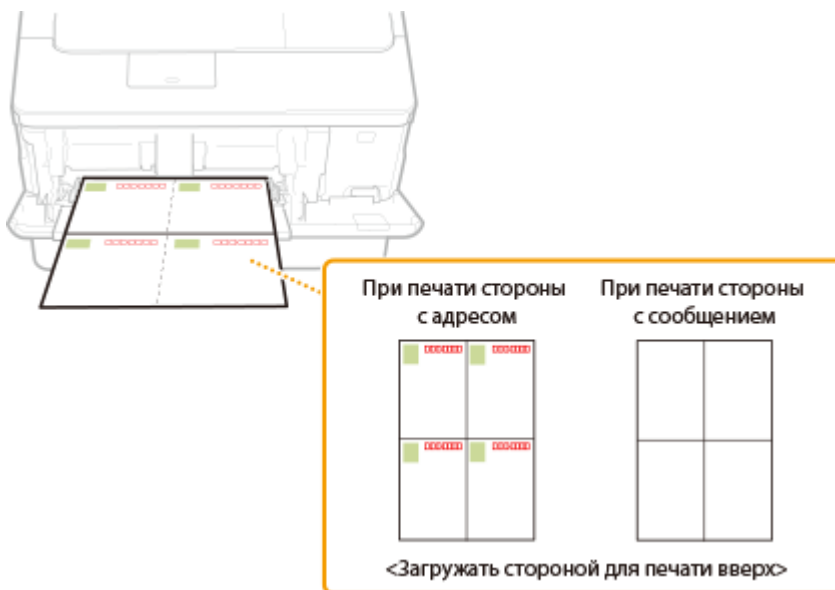 При печати стороны
с адресом
При печати стороны
с сообщением
<Загружать стороной для печати вверх>